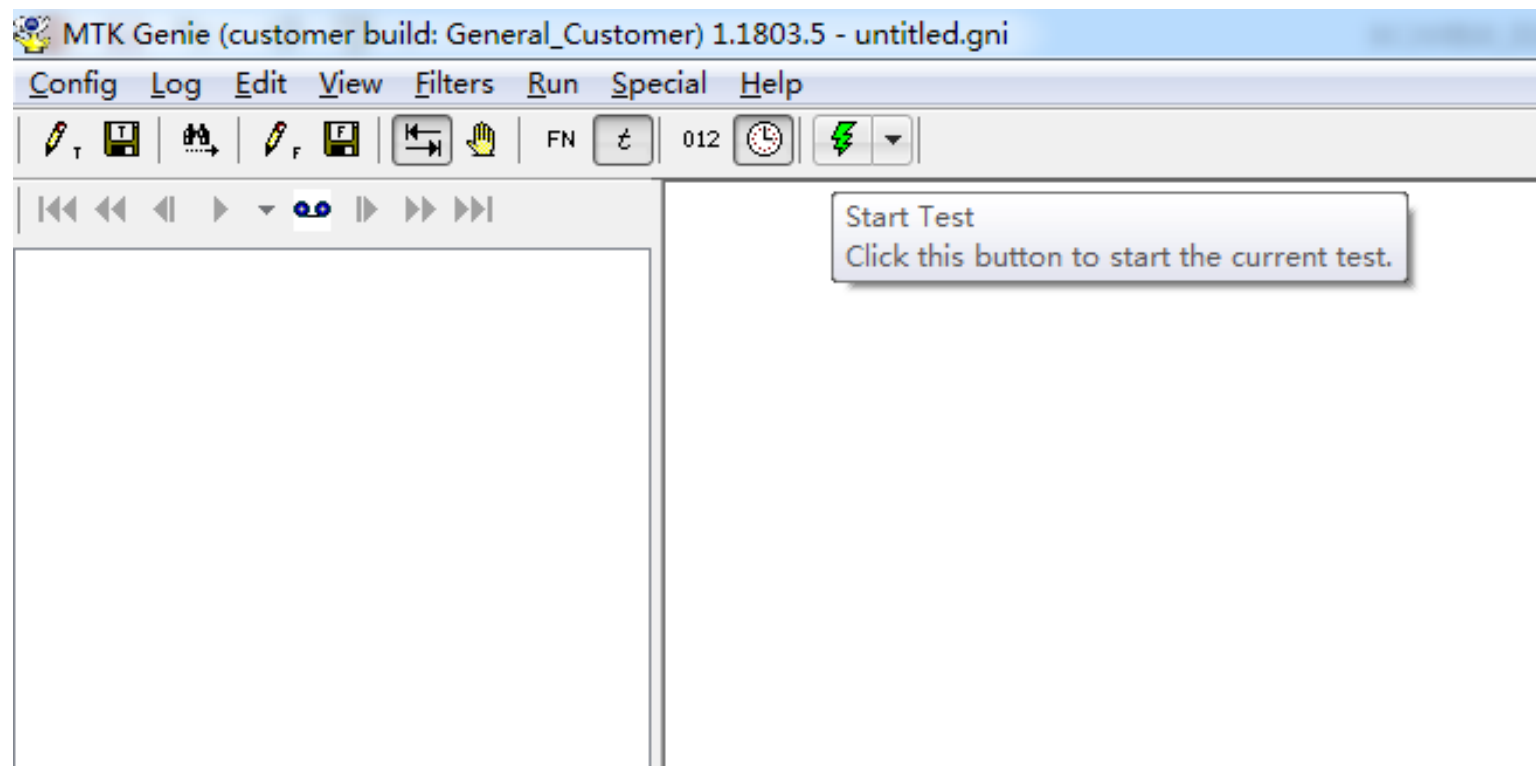 MTK Genie (customer build: General_Customer) 1.1803.5 - untitled.gni
Config Log Edit View Filters Run Special Help
T T F F FN t 012
Start Test
Click this button to start the current test.